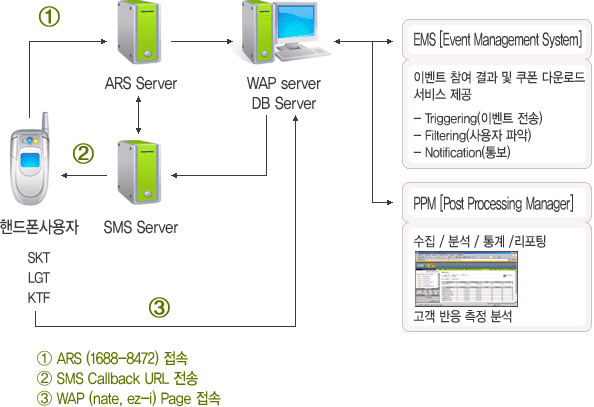 ①
ARS Server
WAP server
DB Server
EMS [Event Management System]
이벤트 참여 결과 및 쿠폰 다운로드
서비스 제공
- Triggering(이벤트 전송)
- Filtering(사용자 파악)
- Notification(통보)
②
핸드폰사용자
SMS Server
SKT
LGT
KTF
③
PPM [Post Processing Manager]
수집 / 분석 / 통계 /리포팅
고객 반응 측정 분석
① ARS (1688-8472) 접속
② SMS Callback URL 전송
③ WAP (nate, ez-i) Page 접속